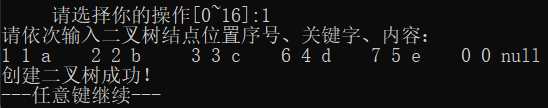 请选择你的操作[0~16]:1
请依次输入二叉树结点位置序号、关键字、内容：
1 1 a   2 2 b    3 3 c    6 4 d    7 5 e    0 0 null
创建二叉树成功！
---任意键继续---